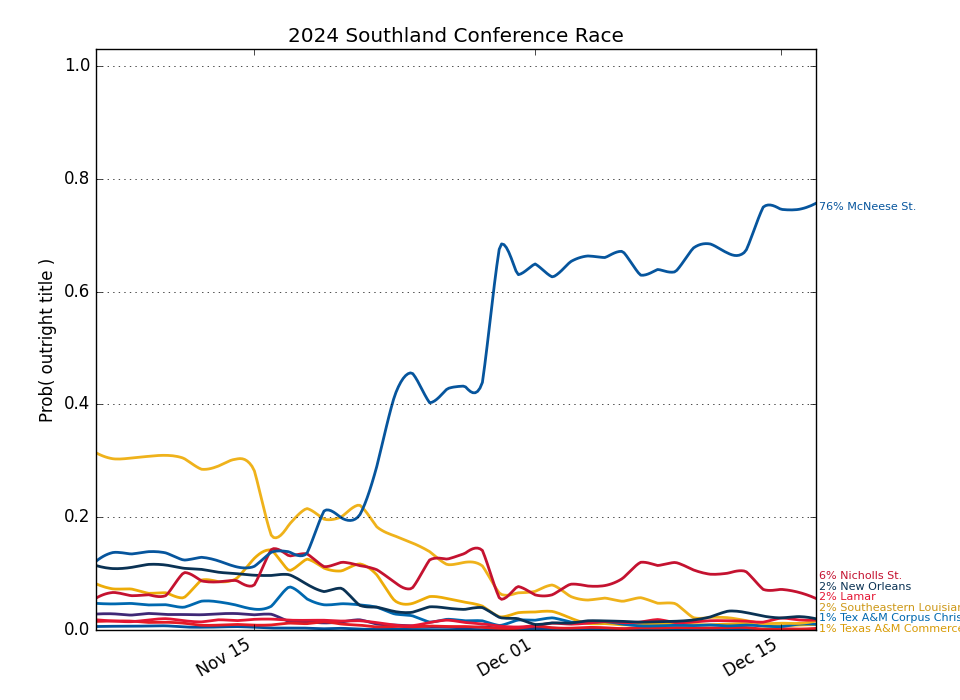 2024 Southland Conference Race
1.0
0.8
0.6
0.4
0.2
0.0
Prob( outright title )
Nov 15
Dec 01
Dec 15
76% McNeese St.
6% Nicholls St.
2% New Orleans
2% Lamar
2% Southeastern Louisian
1% Tex A&M Corpus Chris
1% Texas A&M Commerce